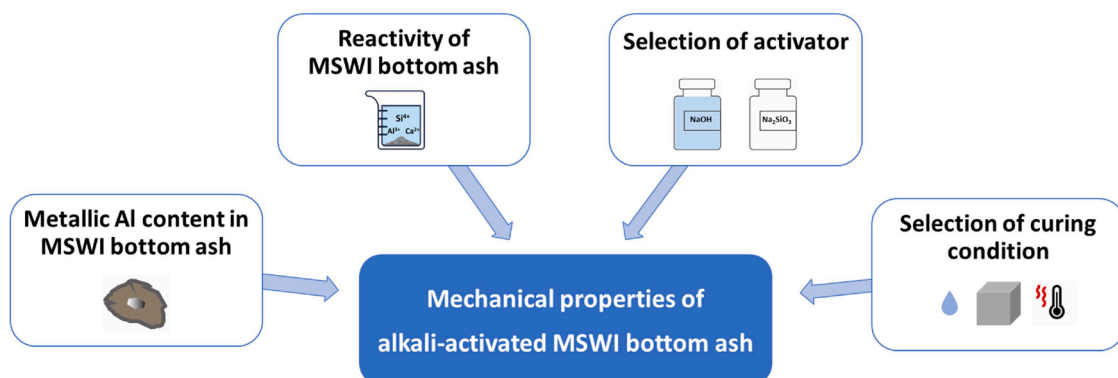 Reactivity of
MSWI bottom ash
Si⁴⁺
Al³⁺ Ca²⁺
Selection of activator
NaOH
Na₂SiO₃
Metallic Al content in
MSWI bottom ash
Selection of curing
condition
Mechanical properties of
alkali-activated MSWI bottom ash